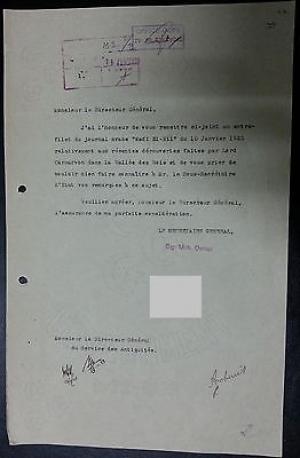 Monsieur le Directeur Général,
J'ai l'honneur de vous remettre ci-joint un entre-
filet du journal arabe "Wadi El-Nil" du 10 Janvier 1923
relativement aux récentes découvertes faites par Lord
Carnarvon dans la Vallée des Rois et de vous prier de
vouloir bien faire connaître à Mr. le Sous-Secrétaire
d'Etat vos remarques à ce sujet.
Veuillez agréer, Monsieur le Directeur Général,
l'assurance de ma parfaite considération.
LE SECRETAIRE GENERAL,
Monsieur le Directeur Général
du Service des Antiquités.